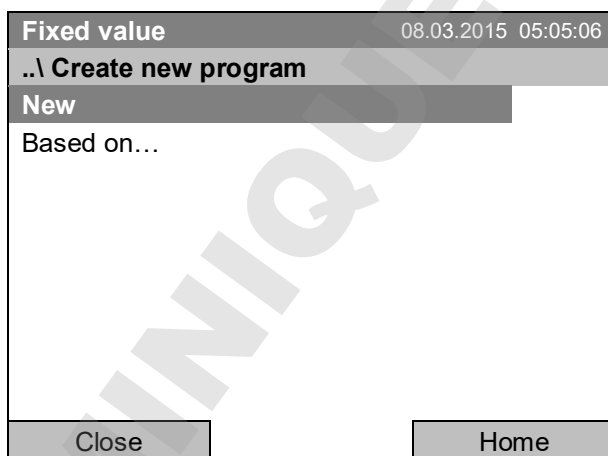 Fixed value 08.03.2015 05:05:06
..\ Create new program
New
Based on…
Close Home